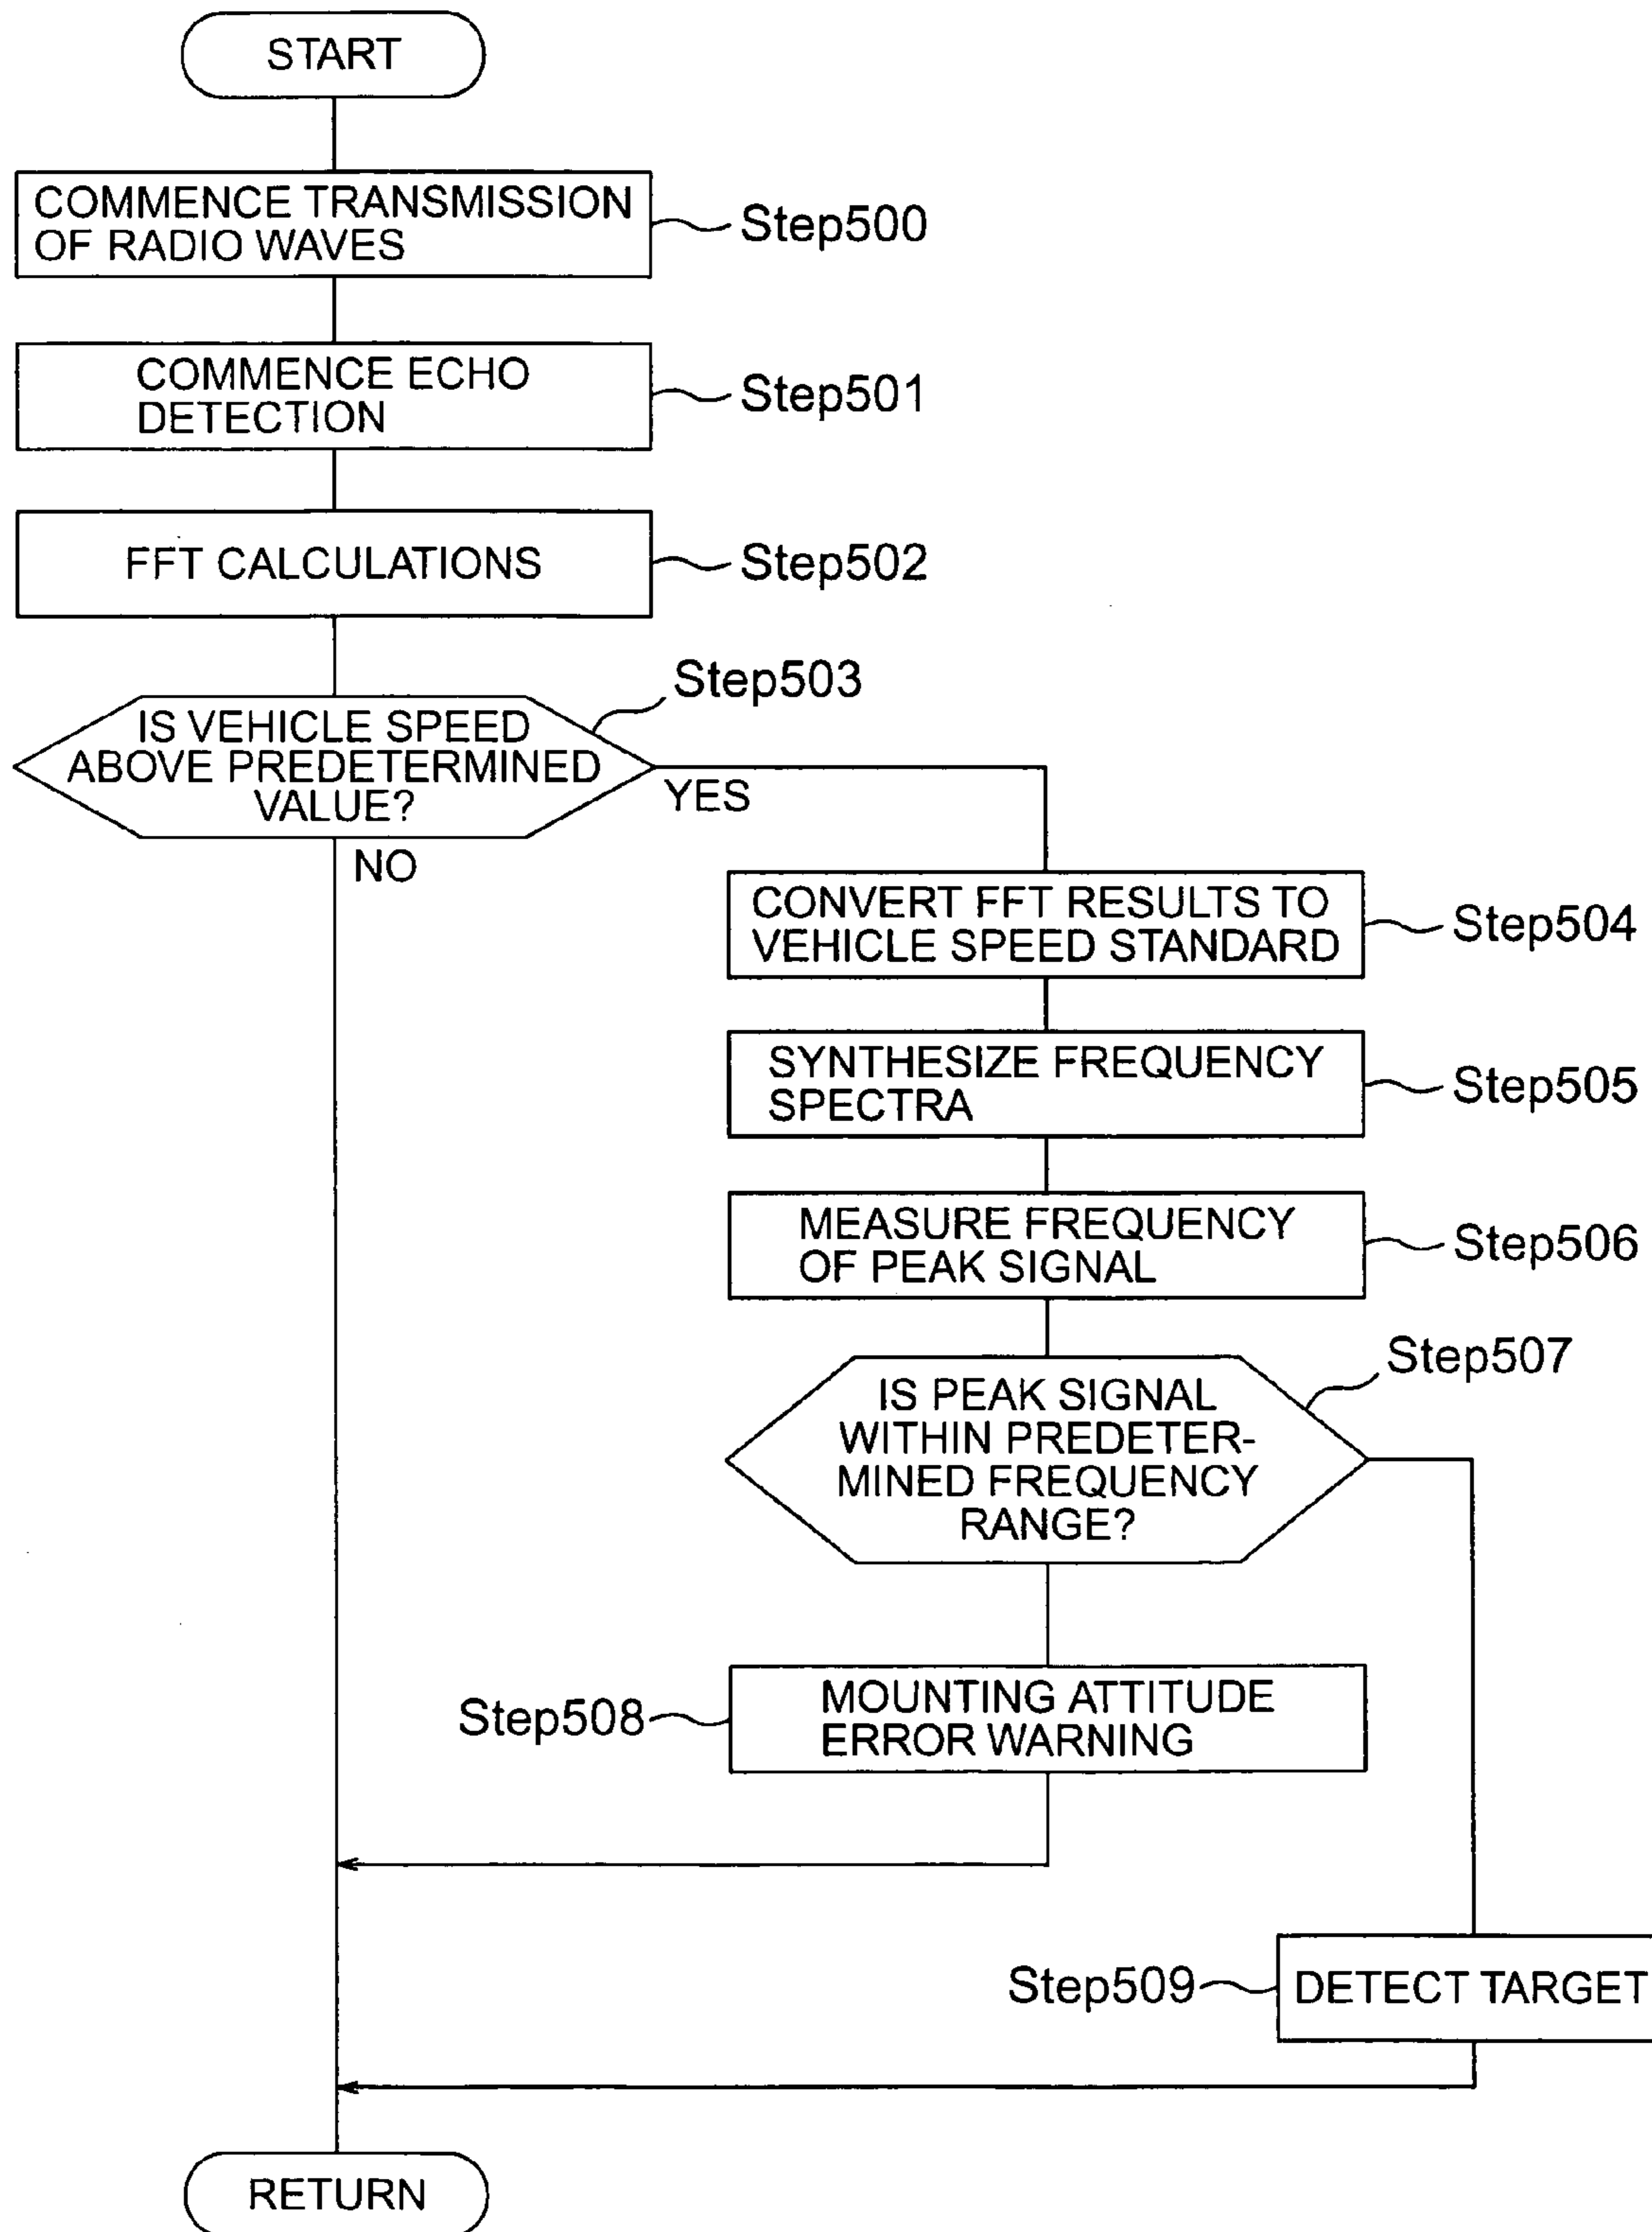 START
COMMENCE TRANSMISSION
OF RADIO WAVES
Step500
COMMENCE ECHO
DETECTION
Step501
FFT CALCULATIONS
Step502
Step503
IS VEHICLE SPEED
ABOVE PREDETERMINED
VALUE?
YES
NO
CONVERT FFT RESULTS TO
VEHICLE SPEED STANDARD
Step504
SYNTHESIZE FREQUENCY
SPECTRA
Step505
MEASURE FREQUENCY
OF PEAK SIGNAL
Step506
Step507
IS PEAK SIGNAL
WITHIN PREDETER-
MINED FREQUENCY
RANGE?
Step508
MOUNTING ATTITUDE
ERROR WARNING
Step509
DETECT TARGET
RETURN